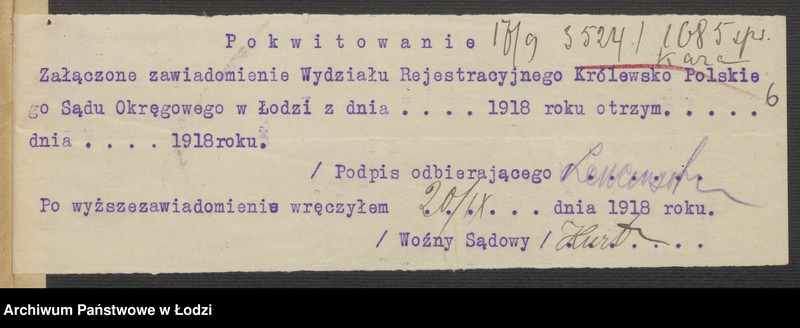 Pokwitowanie 17/9 3524/1085 spr.
Kara
Załączone zawiadomienie Wydziału Rejestracyjnego Królewsko Polskie
go Sądu Okręgowego w Łodzi z dnia . . . . 1918 roku otrzym. . . . . .
6
dnia . . . . 1918 roku.
/ Podpis odbierającego
Po wyższezawiadomienie wręczyłem 20/IX . . . dnia 1918 roku.
/ Woźny Sądowy /
Archiwum Państwowe w Łodzi